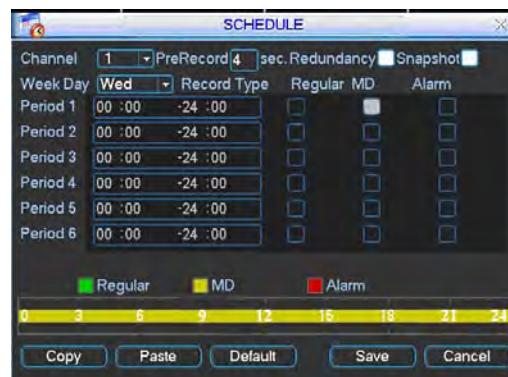 SCHEDULE
Channel 1 PreRecord 4 sec. Redundancy Snapshot
Week Day Wed Record Type Regular MD Alarm
Period 1 00 :00 -24 :00
Period 2 00 :00 -24 :00
Period 3 00 :00 -24 :00
Period 4 00 :00 -24 :00
Period 5 00 :00 -24 :00
Period 6 00 :00 -24 :00
Regular MD Alarm
0 3 6 9 12 15 18 21 24
Copy Paste Default Save Cancel